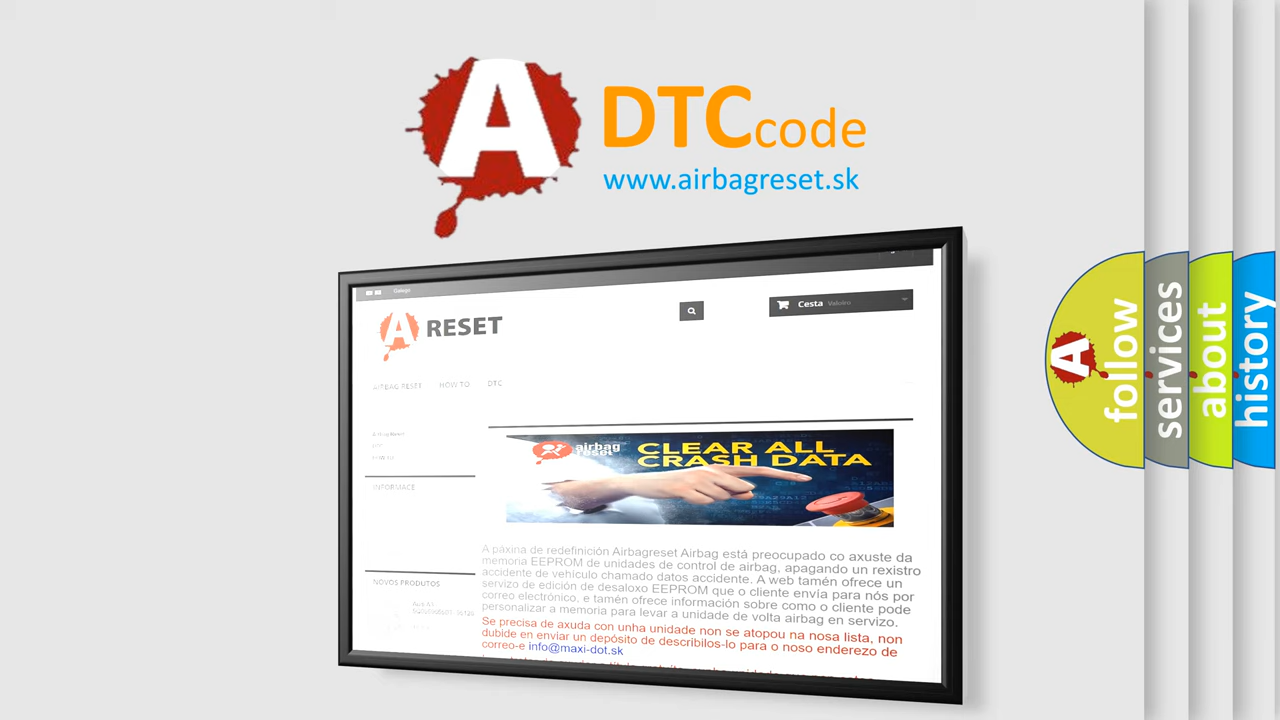 A DTC code
www.airbagreset.sk
Galego
A RESET
Cesta Valeiro
AIRBAG RESET HOW TO DTC
INFORMACE
NOVOS PRODUTOS
airbag reset
CLEAR ALL
CRASH DATA
A páxina de redefinición Airbagreset Airbag está preocupado co axuste da
memoria EEPROM de unidades de control de airbag, apagando un rexistro
accidente de vehículo chamado datos accidente. A web tamén ofrece un
servizo de edición de desaloxo EEPROM que o cliente envía para nós por
correo electrónico, e tamén ofrece información sobre como o cliente pode
personalizar a memoria para levar a unidade de volta airbag en servizo.
Se precisa de axuda con unha unidade non se atopou na nosa lista, non
dubide en enviar un depósito de describilos-lo para o noso enderezo de
correo-e info@maxi-dot.sk
A follow
services
about
history